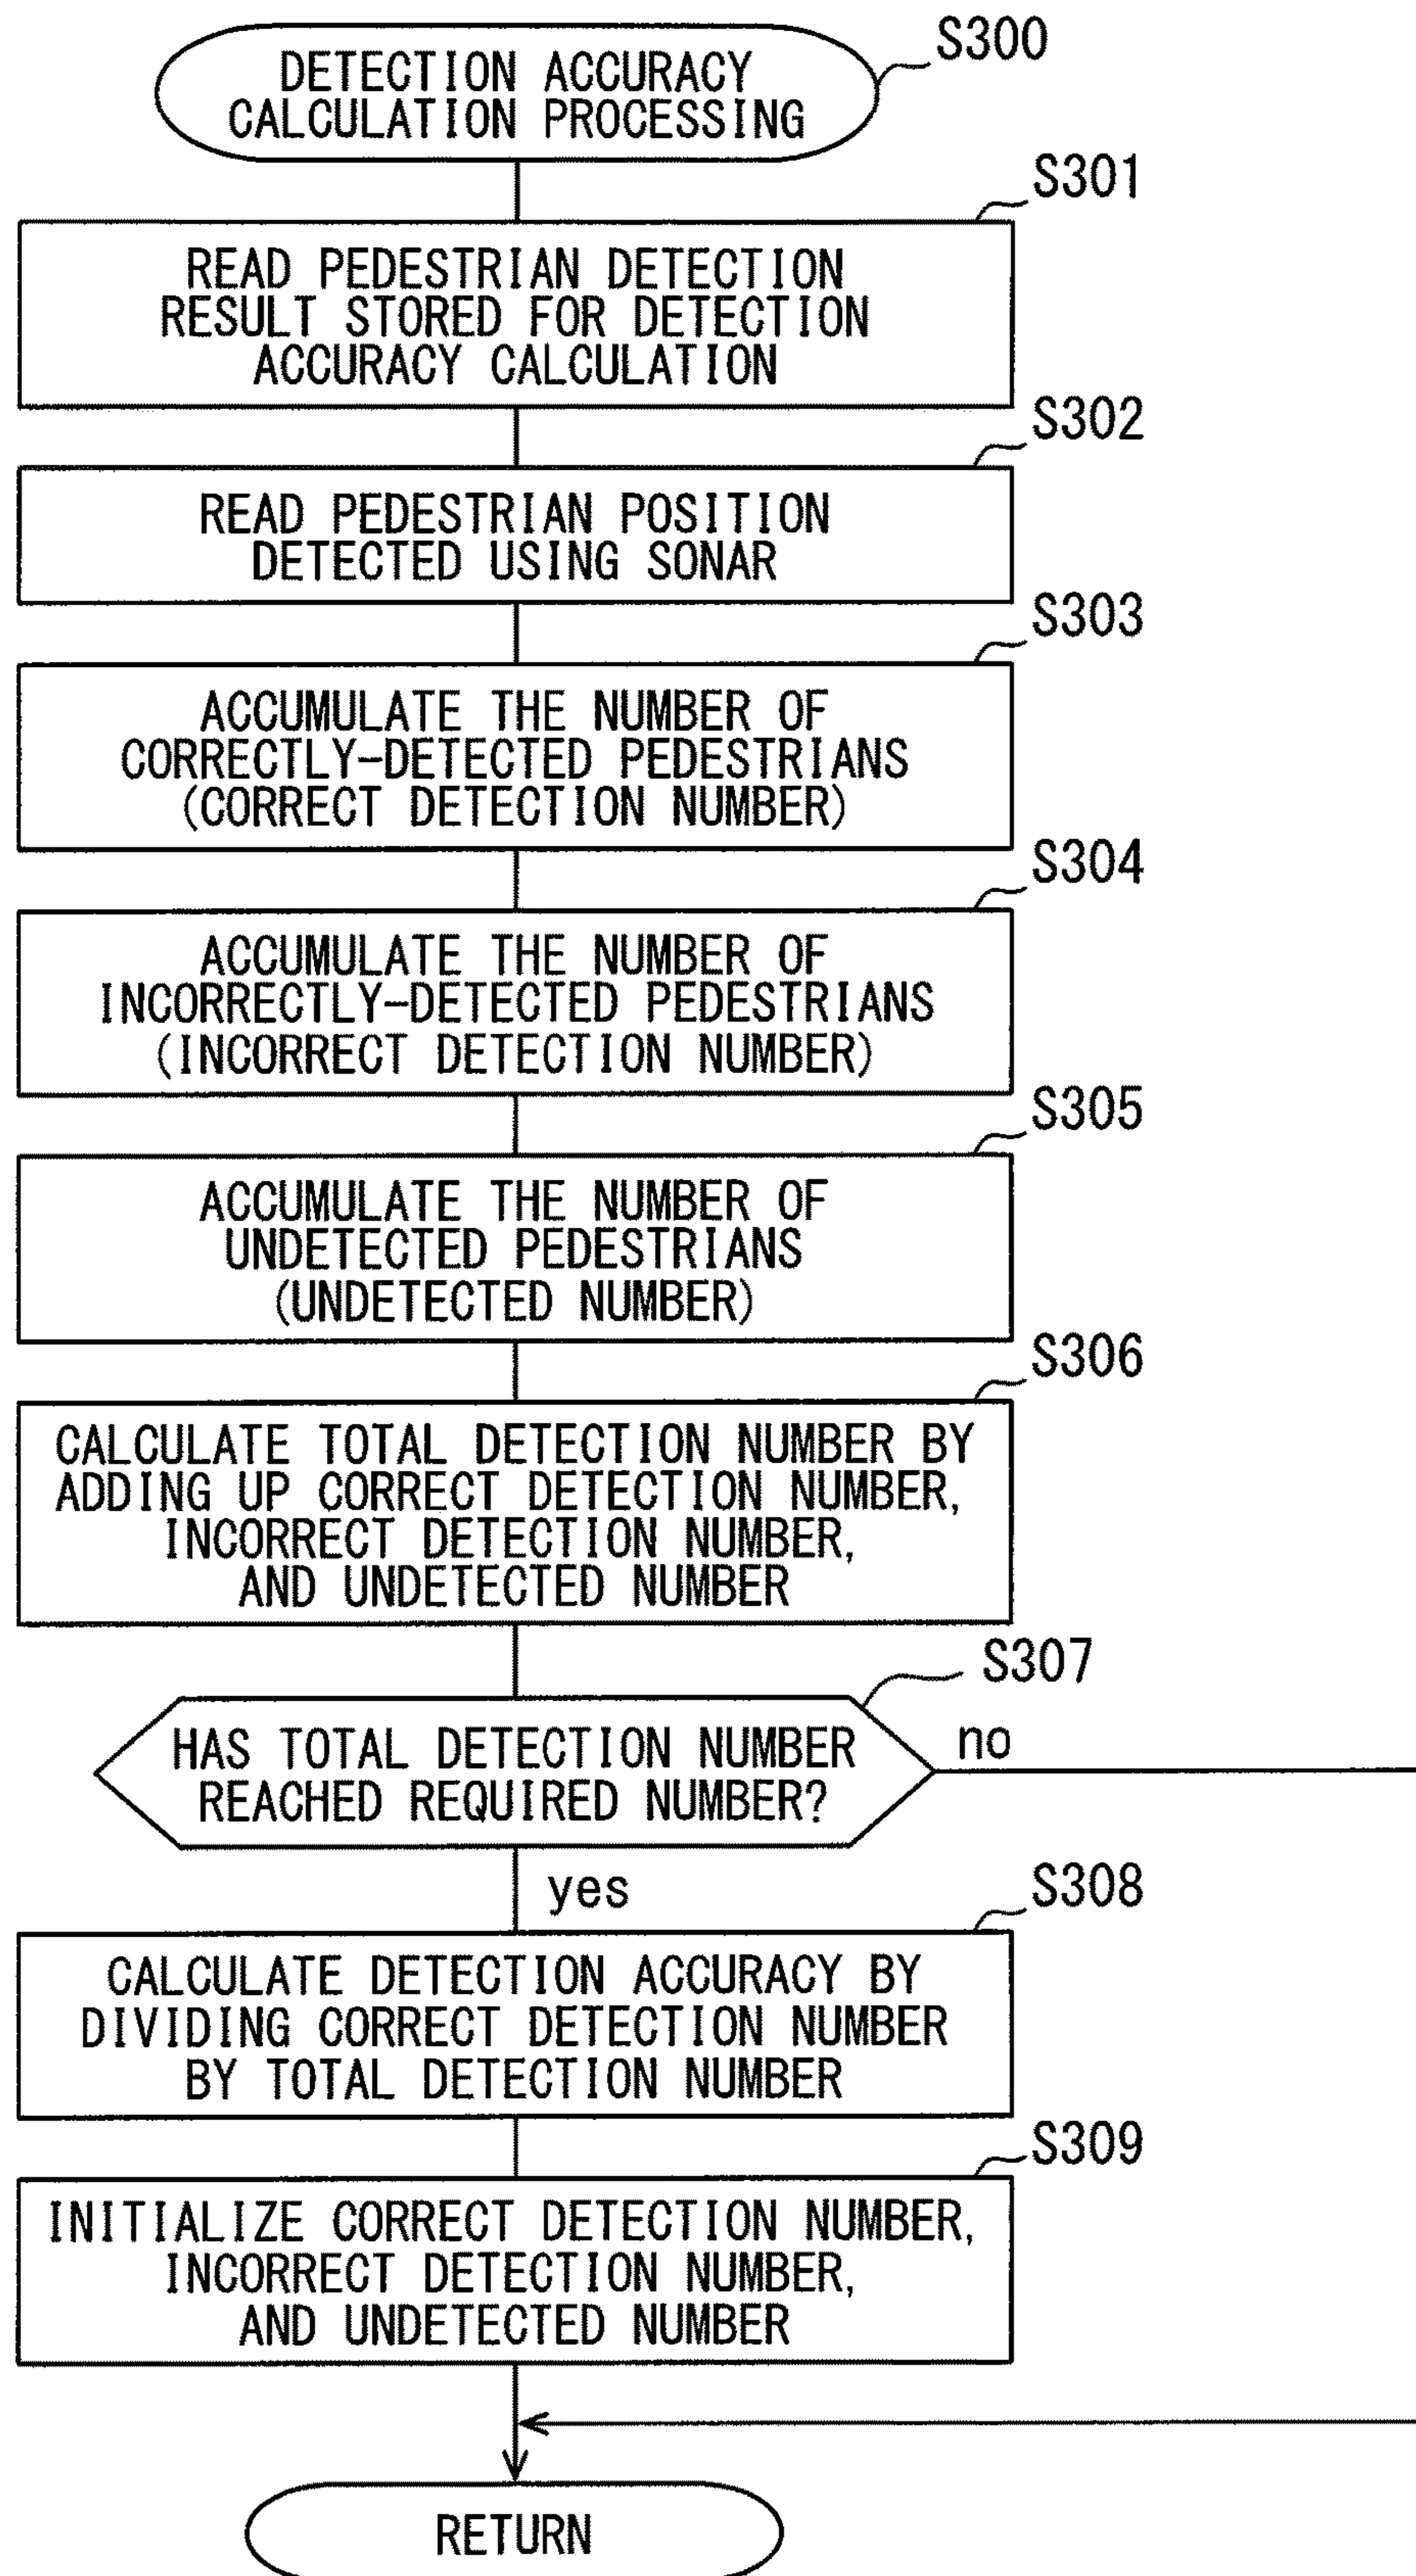 S300
DETECTION ACCURACY
CALCULATION PROCESSING
S301
READ PEDESTRIAN DETECTION
RESULT STORED FOR DETECTION
ACCURACY CALCULATION
S302
READ PEDESTRIAN POSITION
DETECTED USING SONAR
S303
ACCUMULATE THE NUMBER OF
CORRECTLY-DETECTED PEDESTRIANS
(CORRECT DETECTION NUMBER)
S304
ACCUMULATE THE NUMBER OF
INCORRECTLY-DETECTED PEDESTRIANS
(INCORRECT DETECTION NUMBER)
S305
ACCUMULATE THE NUMBER OF
UNDETECTED PEDESTRIANS
(UNDETECTED NUMBER)
S306
CALCULATE TOTAL DETECTION NUMBER BY
ADDING UP CORRECT DETECTION NUMBER,
INCORRECT DETECTION NUMBER,
AND UNDETECTED NUMBER
S307
HAS TOTAL DETECTION NUMBER
REACHED REQUIRED NUMBER?
no
yes
S308
CALCULATE DETECTION ACCURACY BY
DIVIDING CORRECT DETECTION NUMBER
BY TOTAL DETECTION NUMBER
S309
INITIALIZE CORRECT DETECTION NUMBER,
INCORRECT DETECTION NUMBER,
AND UNDETECTED NUMBER
RETURN